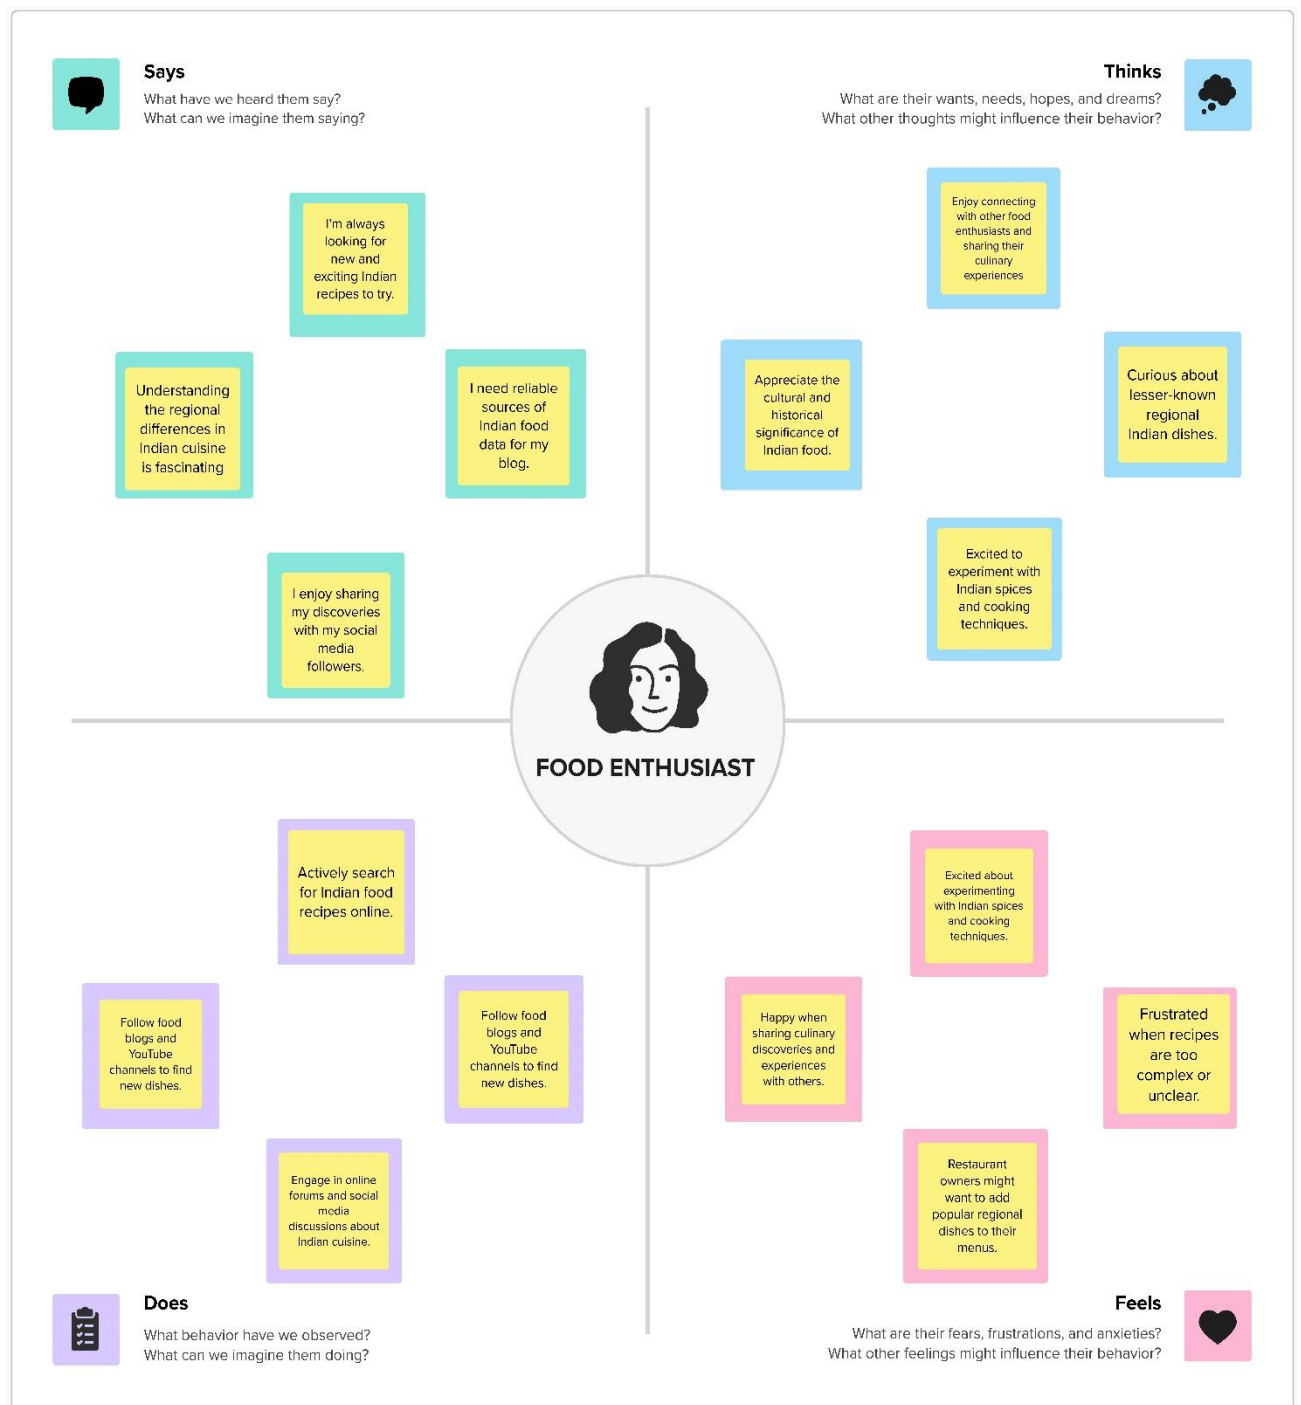 Says
What have we heard them say?
What can we imagine them saying?
Thinks
What are their wants, needs, hopes, and dreams?
What other thoughts might influence their behavior?
I'm always
looking for
new and
exciting Indian
recipes to try.
Understanding
the regional
differences in
Indian cuisine
is fascinating
I need reliable
sources of
Indian food
data for my
blog.
I enjoy sharing
my discoveries
with my social
media
followers.
Enjoy connecting
with other food
enthusiasts and
sharing their
culinary
experiences
Appreciate the
cultural and
historical
significance of
Indian food.
Curious about
lesser-known
regional
Indian dishes.
Excited to
experiment with
Indian spices
and cooking
techniques.
FOOD ENTHUSIAST
Actively search
for Indian food
recipes online.
Follow food
blogs and
YouTube
channels to find
new dishes.
Follow food
blogs and
YouTube
channels to find
new dishes.
Engage in online
forums and social
media
discussions about
Indian cuisine.
Excited about
experimenting
with Indian spices
and cooking
techniques.
Happy when
sharing culinary
discoveries and
experiences
with others.
Frustrated
when recipes
are too
complex or
unclear.
Restaurant
owners might
want to add
popular regional
dishes to their
menus.
Does
What behavior have we observed?
What can we imagine them doing?
Feels
What are their fears, frustrations, and anxieties?
What other feelings might influence their behavior?